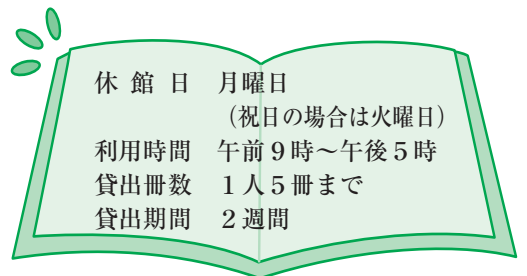 休館日 月曜日
（祝日の場合は火曜日）
利用時間 午前９時～午後５時
貸出冊数 １人５冊まで
貸出期間 ２週間